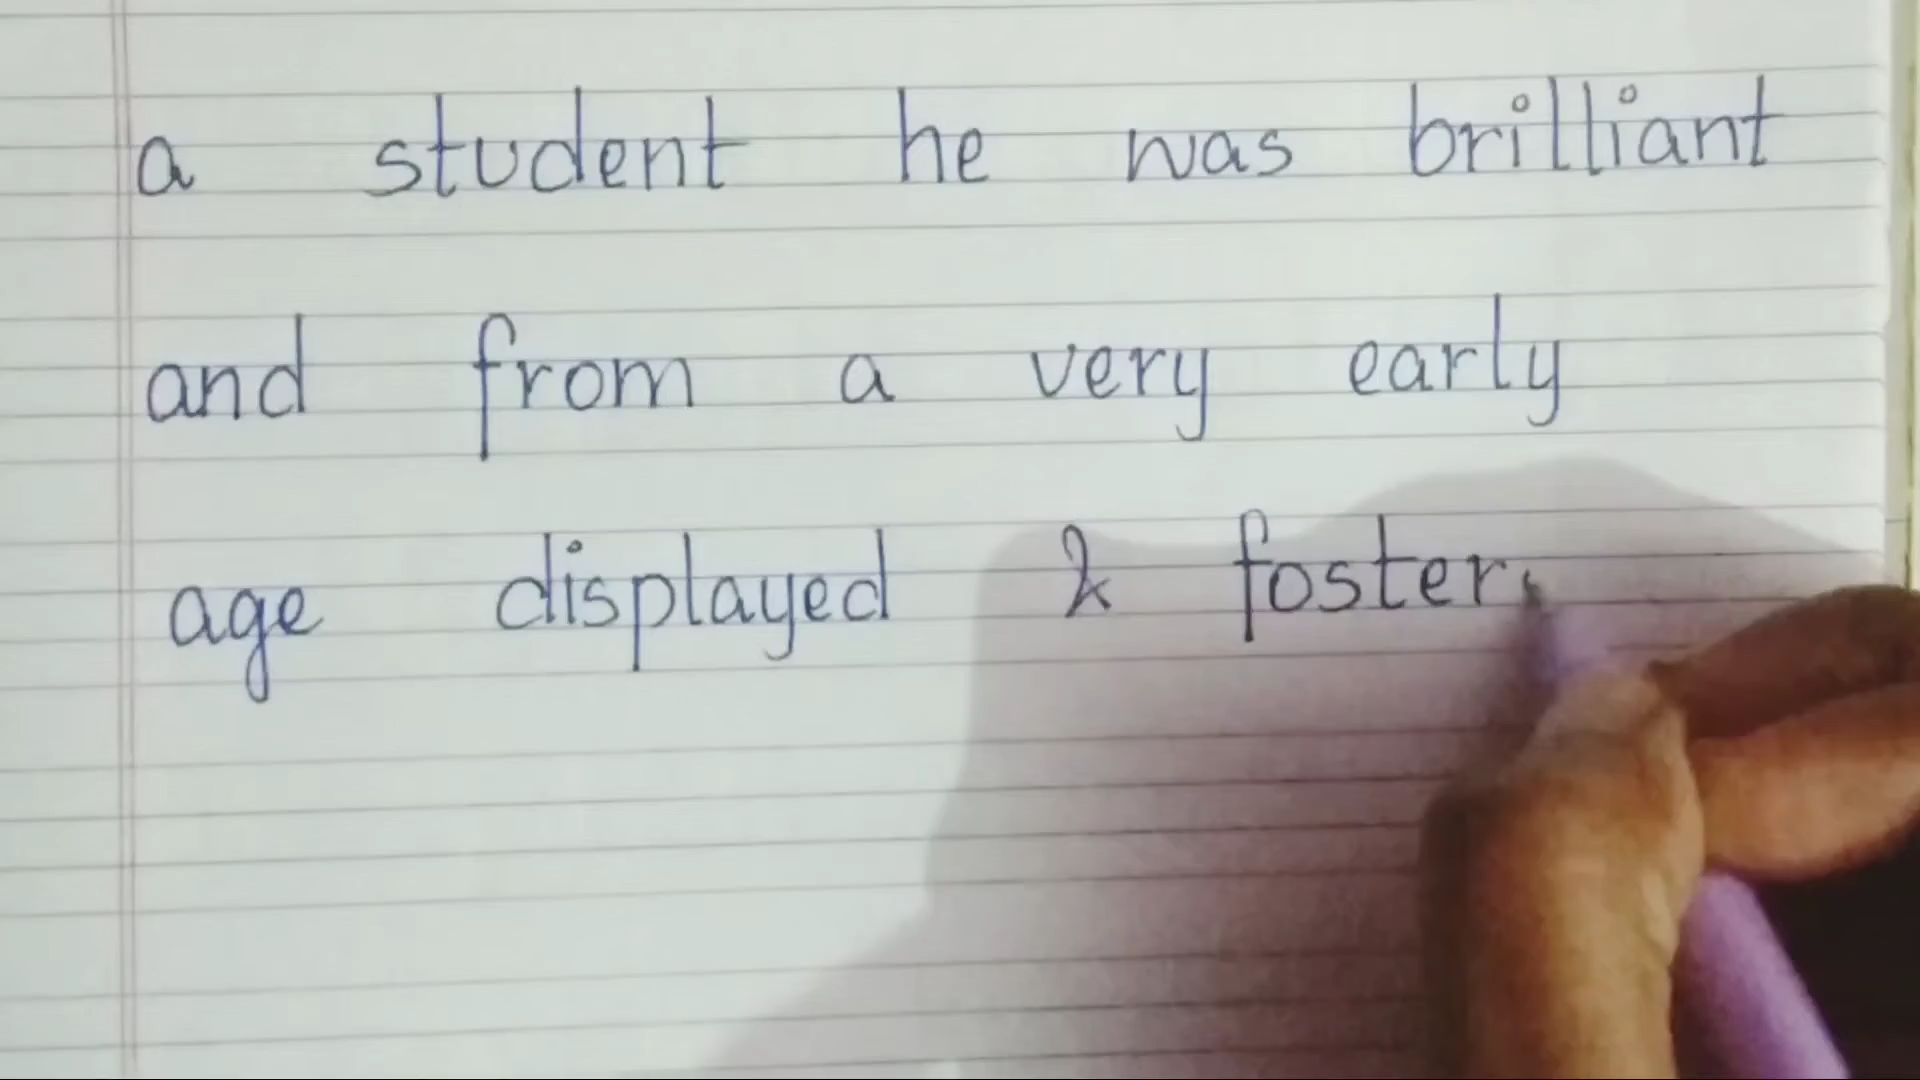 a student he was brilliant
and from a very early
age displayed & foster